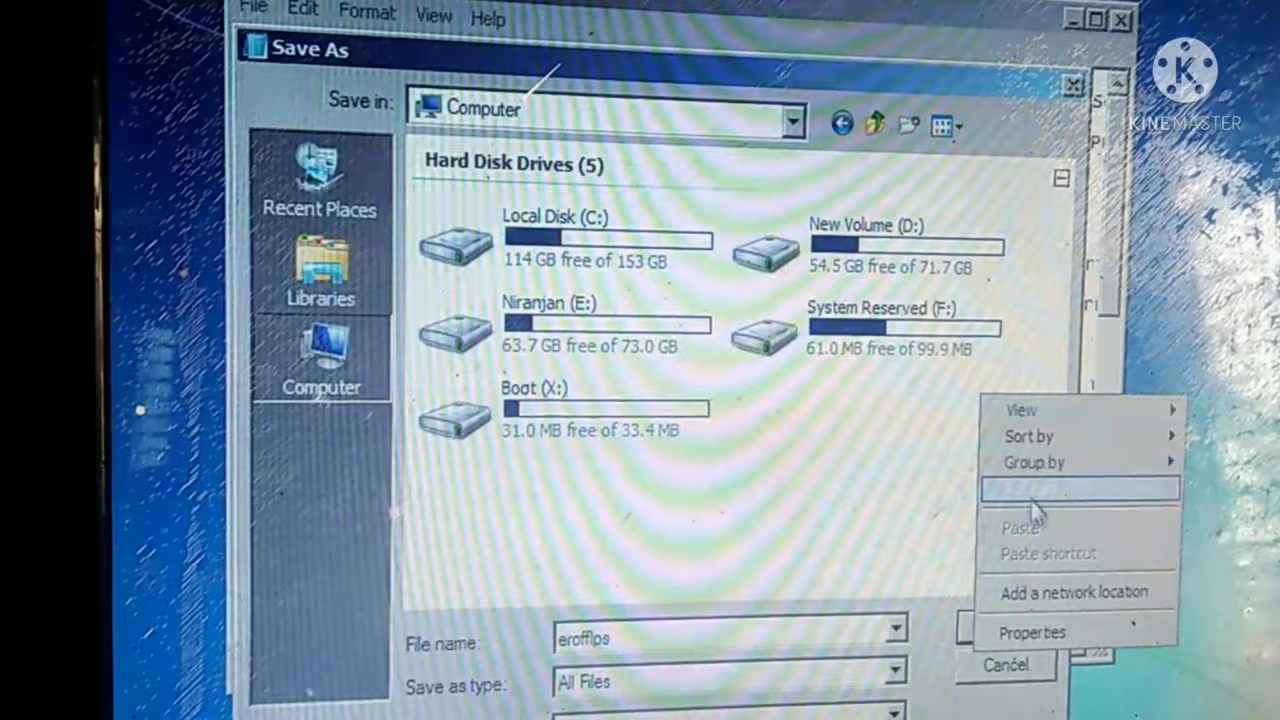 File Edit Format View Help
Save As
Save in: Computer
K
KINEMASTER
Hard Disk Drives (5)
Recent Places
Libraries
Computer
Local Disk (C:)
114 GB free of 153 GB
New Volume (D:)
54.5 GB free of 71.7 GB
Niranjan (E:)
63.7 GB free of 73.0 GB
System Reserved (F:)
61.0 MB free of 99.9 MB
Boot (X:)
31.0 MB free of 33.4 MB
View
Sort by
Group by
Paste
Paste shortcut
Add a network location
Properties
File name: erofflps
Save as type: All Files
Cancel